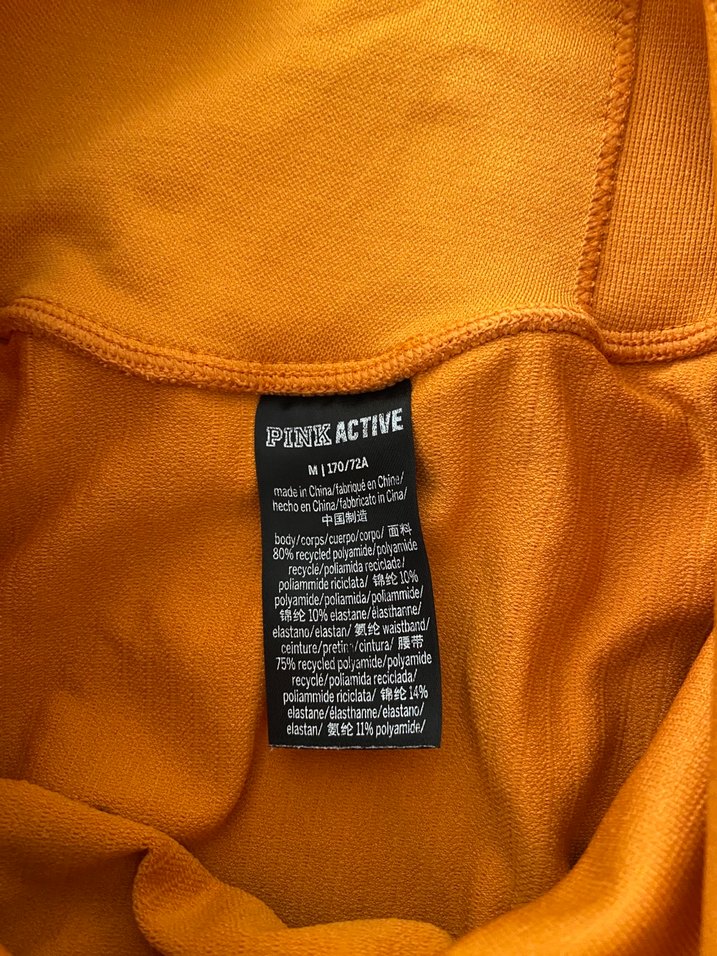 PINK ACTIVE
M | 170/72A
made in China/fabriqué en Chine/
hecho en China/fabbricato in Cina/
中国制造
body/corps/cuerpo/corpo/ 面料
80% recycled polyamide/polyamide
recyclé/poliamida reciclada/
poliammide riciclata/ 锦纶 10%
polyamide/poliamida/poliammide/
锦纶 10% elastane/élasthanne/
elastano/elastan/ 氨纶 waistband/
ceinture/pretina/cintura/ 腰带
75% recycled polyamide/polyamide
recyclé/poliamida reciclada/
poliammide riciclata/ 锦纶 14%
elastane/élasthanne/elastano/
elastan/ 氨纶 11% polyamide/